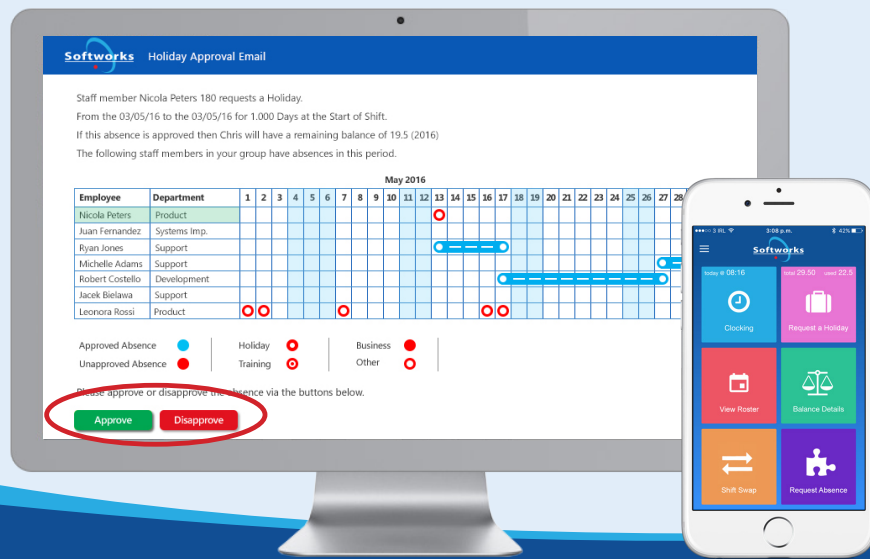 Softworks Holiday Approval Email
Staff member Nicola Peters 180 requests a Holiday.
From the 03/05/16 to the 03/05/16 for 1.000 Days at the Start of Shift.
If this absence is approved then Chris will have a remaining balance of 19.5 (2016)
The following staff members in your group have absences in this period.
May 2016
Employee Department 1 2 3 4 5 6 7 8 9 10 11 12 13 14 15 16 17 18 19 20 21 22 23 24 25 26 27 28
Nicola Peters Product
Juan Fernandez Systems Imp.
Ryan Jones Support
Michelle Adams Support
Robert Costello Development
Jacek Bielawa Support
Leonora Rossi Product
Approved Absence Holiday Business
Unapproved Absence Training Other
Please approve or disapprove the absence via the buttons below.
Approve Disapprove
3 IRL 3:08 p.m. 42%
Softworks
today @ 08:16 total 29.50 used 22.5
Clocking Request a Holiday
View Roster Balance Details
Shift Swap Request Absence